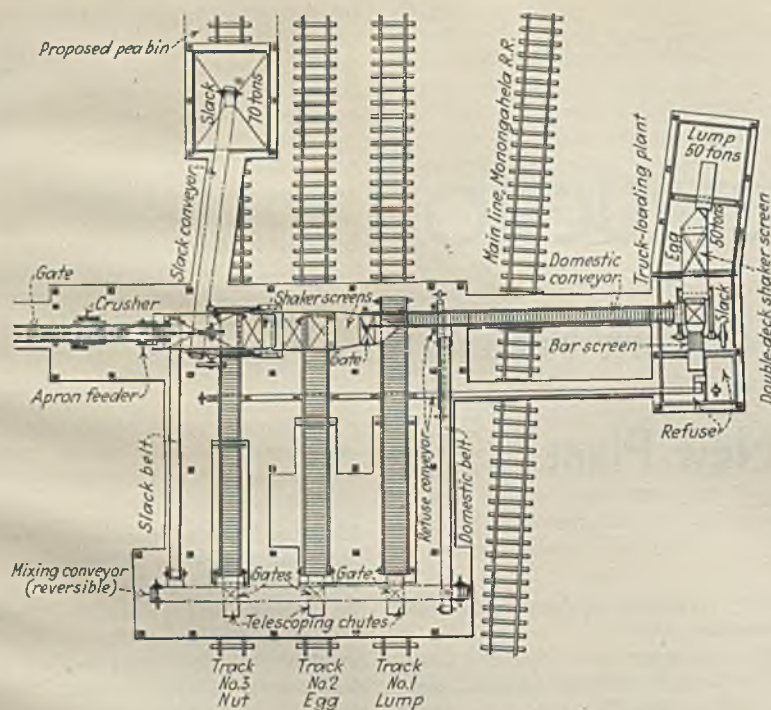 Proposed pea bin
Slack
70 tons
Slack conveyor
Main line, Monongahela R.R.
Truck-loading plant
Lump
50 tons
Egg
50 tons
Domestic
conveyor
Double-deck shaker screen
Gate
Crusher
Shaker screens
Slack
Gate
Bar screen
Apron feeder
Refuse
Slack belt
Refuse conveyor
Domestic belt
Mixing conveyor
(reversible)
Gates
Gate
Telescoping chutes
Track
No.3
Nut
Track
No.2
Egg
Track
No.1
Lump